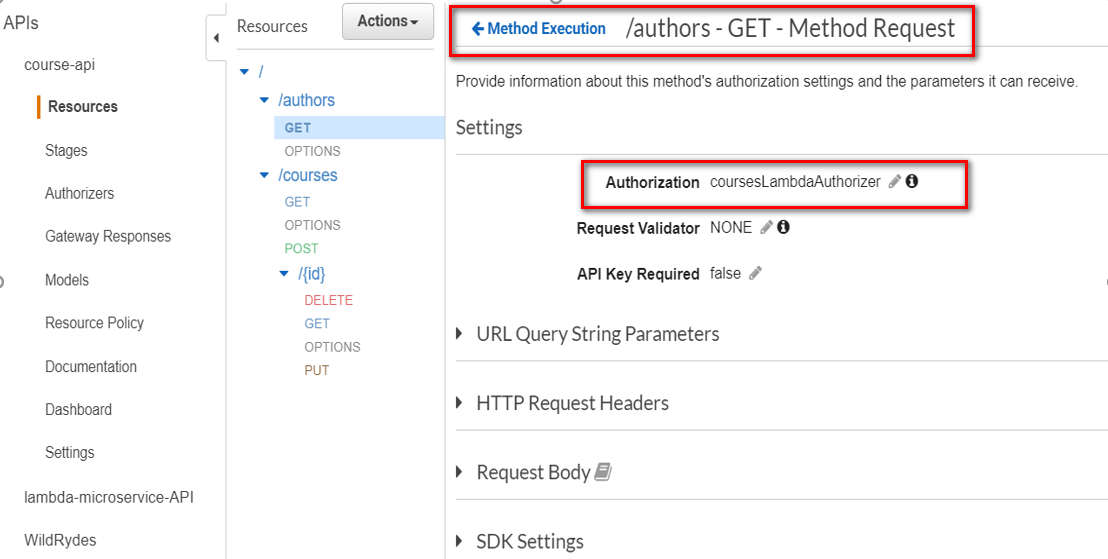 APIs
course-api
Resources
Stages
Authorizers
Gateway Responses
Models
Resource Policy
Documentation
Dashboard
Settings
lambda-microservice-API
WildRydes
Resources
Actions
/
/authors
GET
OPTIONS
/courses
GET
OPTIONS
POST
/{id}
DELETE
GET
OPTIONS
PUT
Method Execution /authors - GET - Method Request
Provide information about this method's authorization settings and the parameters it can receive.
Settings
Authorization coursesLambdaAuthorizer
Request Validator NONE
API Key Required false
URL Query String Parameters
HTTP Request Headers
Request Body
SDK Settings